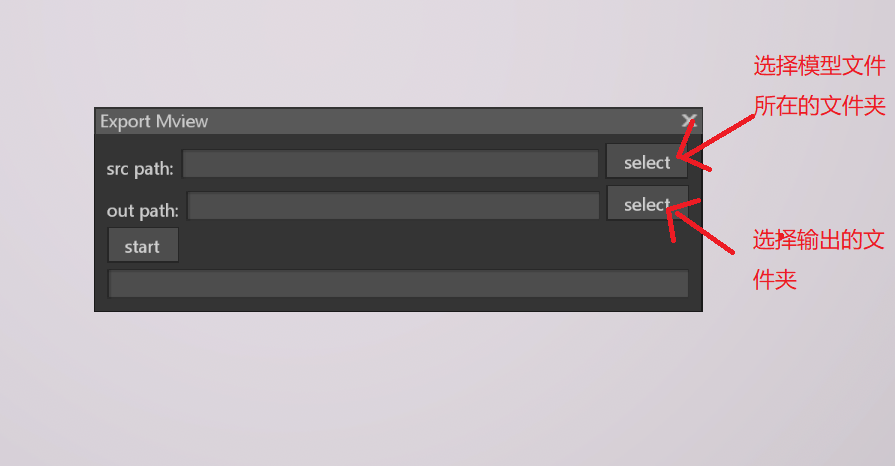 选择模型文件
所在的文件夹
Export Mview
src path:
select
out path:
select
选择输出的文
件夹
start